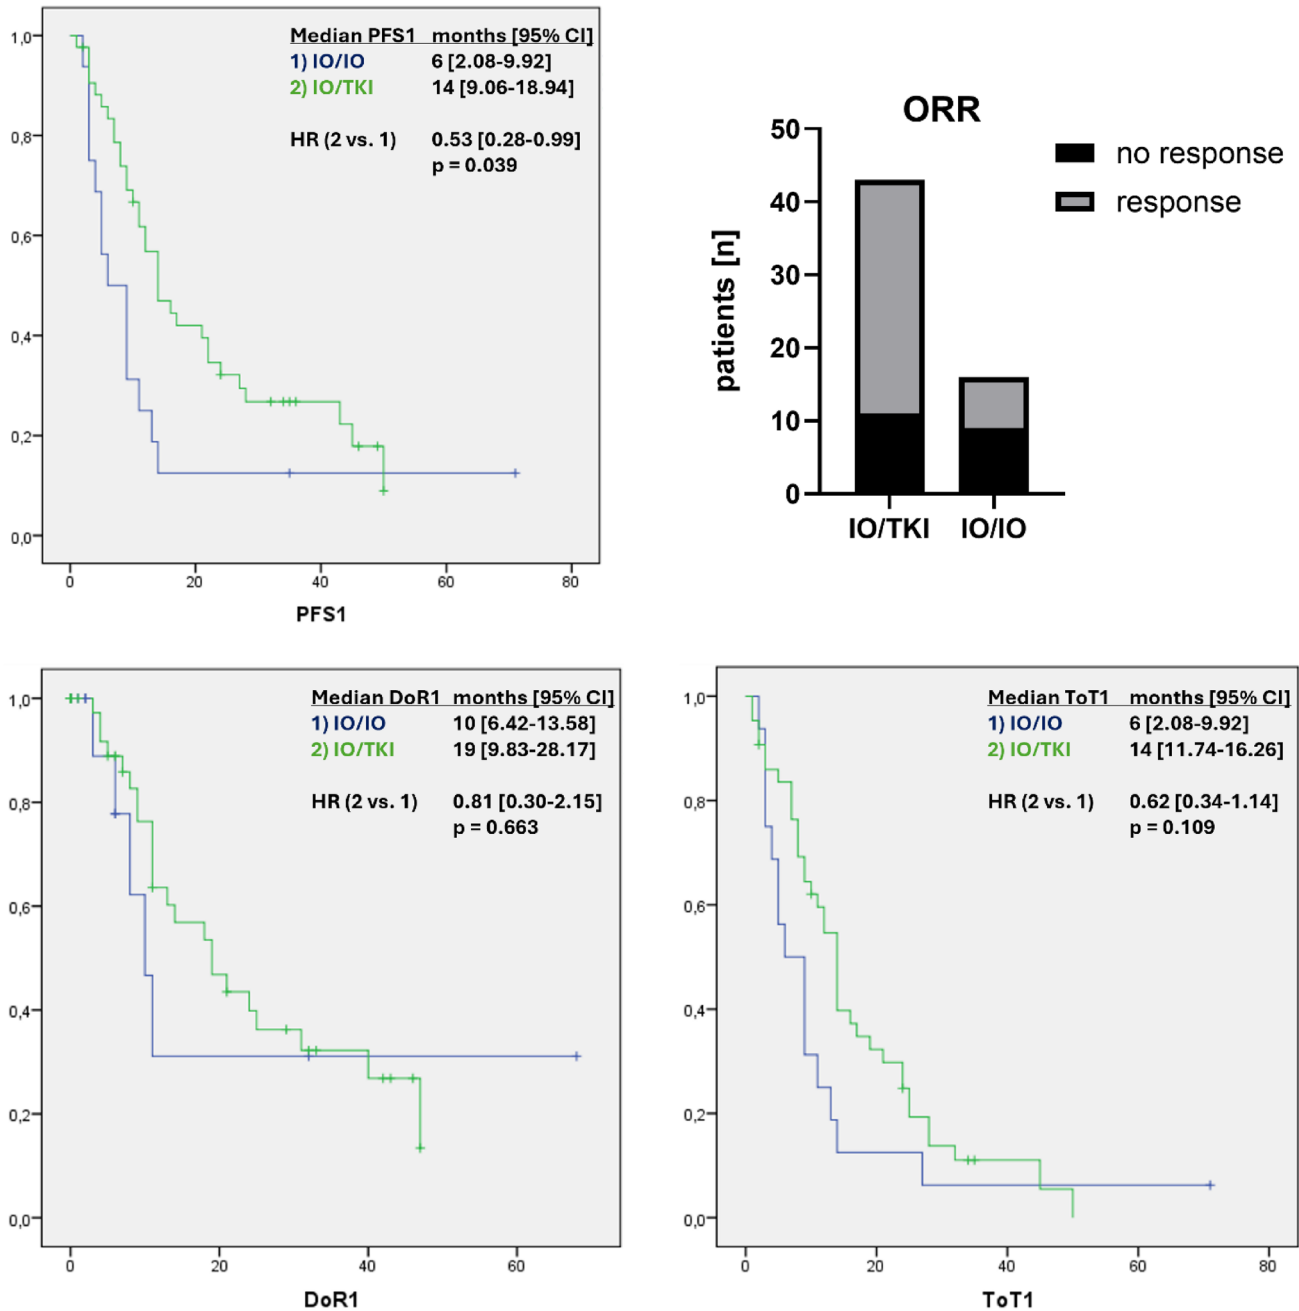 Median PFS1 months [95% CI]
1) IO/IO 6 [2.08-9.92]
2) IO/TKI 14 [9.06-18.94]
HR (2 vs. 1) 0.53 [0.28-0.99]
p = 0.039
1,0
0,8
0,6
0,4
0,2
0,0
0 20 40 60 80
PFS1
ORR
no response
response
patients [n]
50
40
30
20
10
0
IO/TKI IO/IO
Median DoR1 months [95% CI]
1) IO/IO 10 [6.42-13.58]
2) IO/TKI 19 [9.83-28.17]
HR (2 vs. 1) 0.81 [0.30-2.15]
p = 0.663
1,0
0,8
0,6
0,4
0,2
0,0
0 20 40 60
DoR1
Median ToT1 months [95% CI]
1) IO/IO 6 [2.08-9.92]
2) IO/TKI 14 [11.74-16.26]
HR (2 vs. 1) 0.62 [0.34-1.14]
p = 0.109
1,0
0,8
0,6
0,4
0,2
0,0
0 20 40 60 80
ToT1